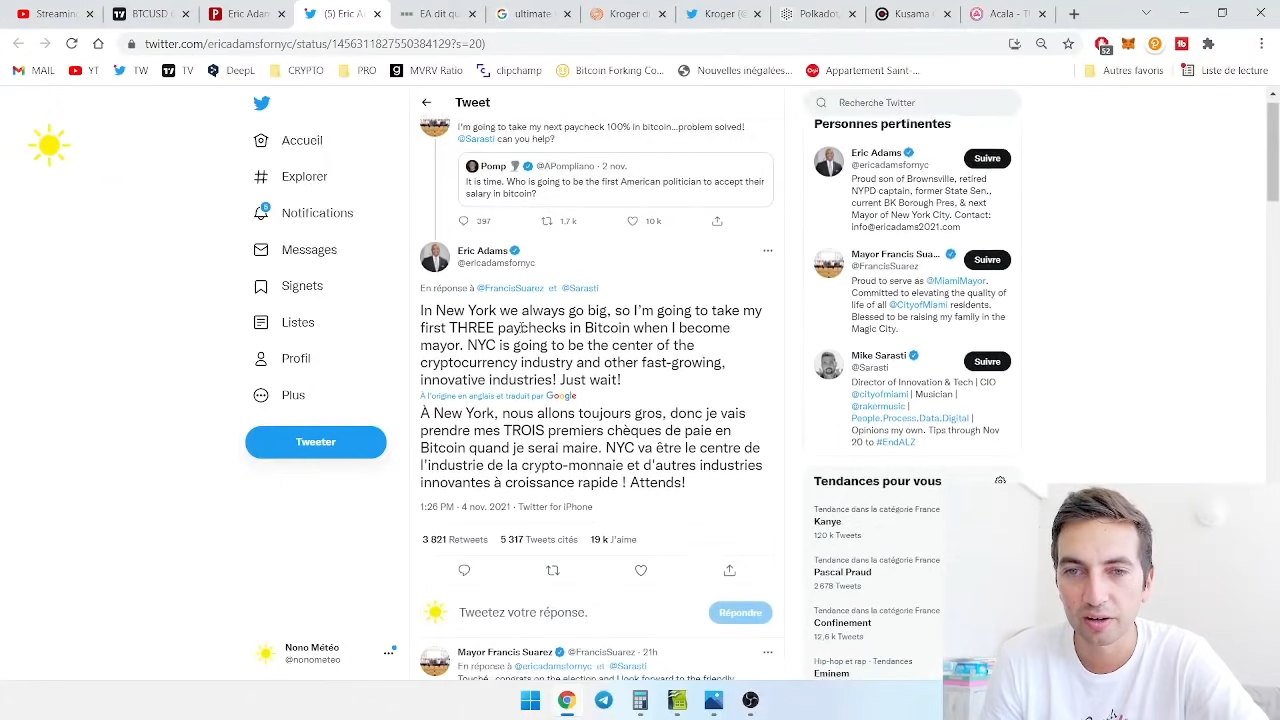 Streamin
BTCUSD
Eric Adam
(5) Eric A
EA dit qu
ultimate
Kroger c
Kroger (
Polkadot
Kusama
Acala - T
twitter.com/ericadamsfornyc/status/1456311827550384129?s=20)
52
MAIL
YT
TW
TV
DeepL
CRYPTO
PRO
MVRV Ratio
clipchamp
Bitcoin Forking Co...
Nouvelles inégalées...
Appartement Saint-...
Autres favoris
Liste de lecture
Accueil
Explorer
5
Notifications
Messages
Signets
Listes
Profil
Plus
Tweeter
Nono Météo
@nonometeo
Tweet
I'm going to take my next paycheck 100% in bitcoin...problem solved!
@Sarasti can you help?
Pomp @APompliano · 2 nov.
It is time. Who is going to be the first American politician to accept their
salary in bitcoin?
397 1,7 k 10 k
Eric Adams
@ericadamsfornyc
En réponse à @FrancisSuarez et @Sarasti
In New York we always go big, so I'm going to take my
first THREE paychecks in Bitcoin when I become
mayor. NYC is going to be the center of the
cryptocurrency industry and other fast-growing,
innovative industries! Just wait!
À l'origine en anglais et traduit par Google
À New York, nous allons toujours gros, donc je vais
prendre mes TROIS premiers chèques de paie en
Bitcoin quand je serai maire. NYC va être le centre de
l'industrie de la crypto-monnaie et d'autres industries
innovantes à croissance rapide ! Attends!
1:26 PM · 4 nov. 2021 · Twitter for iPhone
3 821 Retweets 5 317 Tweets cités 19 k J'aime
Tweetez votre réponse.
Répondre
Mayor Francis Suarez @FrancisSuarez · 21h
En réponse à @ericadamsfornyc et @Sarasti
Recherche Twitter
Personnes pertinentes
Eric Adams
@ericadamsfornyc
Suivre
Proud son of Brownsville, retired
NYPD captain, former State Sen.,
current BK Borough Pres, & next
Mayor of New York City. Contact:
info@ericadams2021.com
Mayor Francis Sua...
@FrancisSuarez
Suivre
Proud to serve as @MiamiMayor.
Committed to elevating the quality of
life of all @CityofMiami residents.
Blessed to be raising my family in the
Magic City.
Mike Sarasti
@Sarasti
Suivre
Director of Innovation & Tech | CIO
@cityofmiami | Musician |
@rakermusic |
People.Process.Data.Digital |
Opinions my own. Tips through Nov
20 to #EndALZ
Tendances pour vous
Tendance dans la catégorie France
Kanye
120 k Tweets
Tendance dans la catégorie France
Pascal Praud
2 678 Tweets
Tendance dans la catégorie France
Confinement
12,6 k Tweets
Hip-hop et rap · Tendances
Eminem